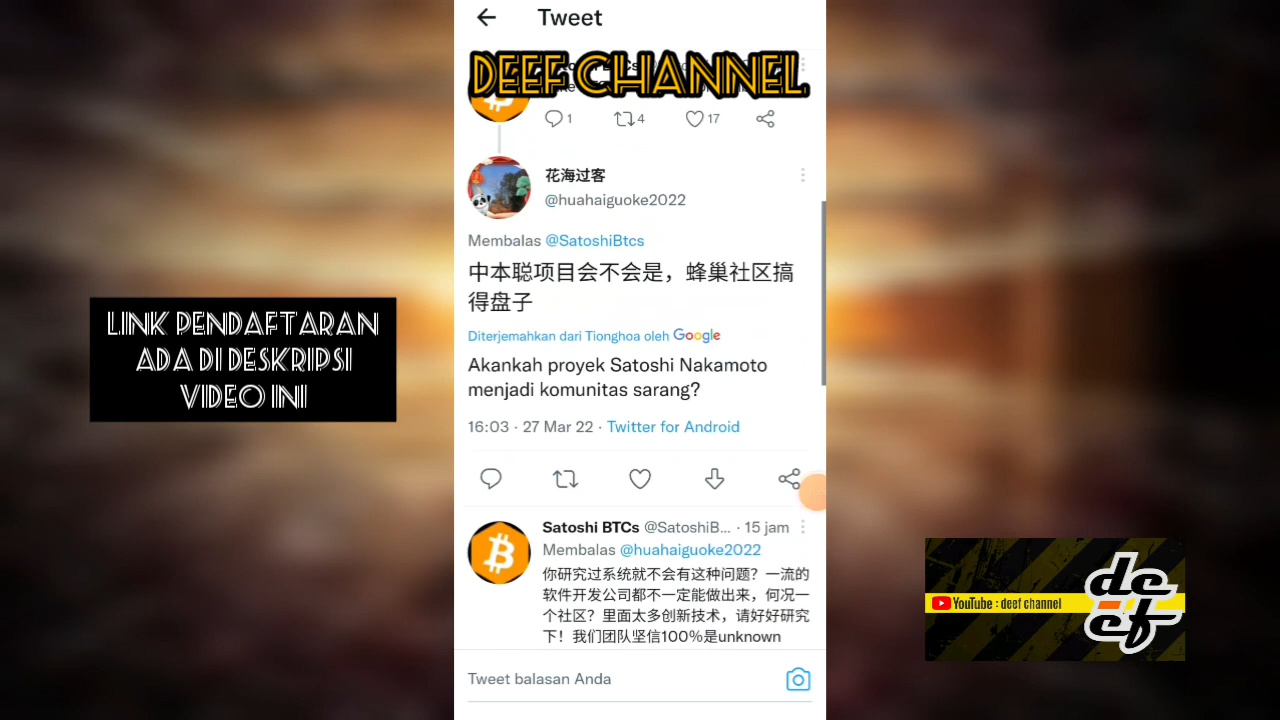 Tweet
DEEF CHANNEL
1
4
17
花海过客
@huahaiguoke2022
Membalas @SatoshiBtcs
中本聪项目会不会是，蜂巢社区搞
得盘子
Diterjemahkan dari Tionghoa oleh Google
Akankah proyek Satoshi Nakamoto
menjadi komunitas sarang?
16:03 · 27 Mar 22 · Twitter for Android
Satoshi BTCs @SatoshiB... · 15 jam
Membalas @huahaiguoke2022
你研究过系统就不会有这种问题？一流的
软件开发公司都不一定能做出来，何况一
个社区？里面太多创新技术，请好好研究
下！我们团队坚信100%是unknown
Tweet balasan Anda
LINK PENDAFTARAN
ADA DI DESKRIPSI
VIDEO INI
YouTube : deef channel
deef